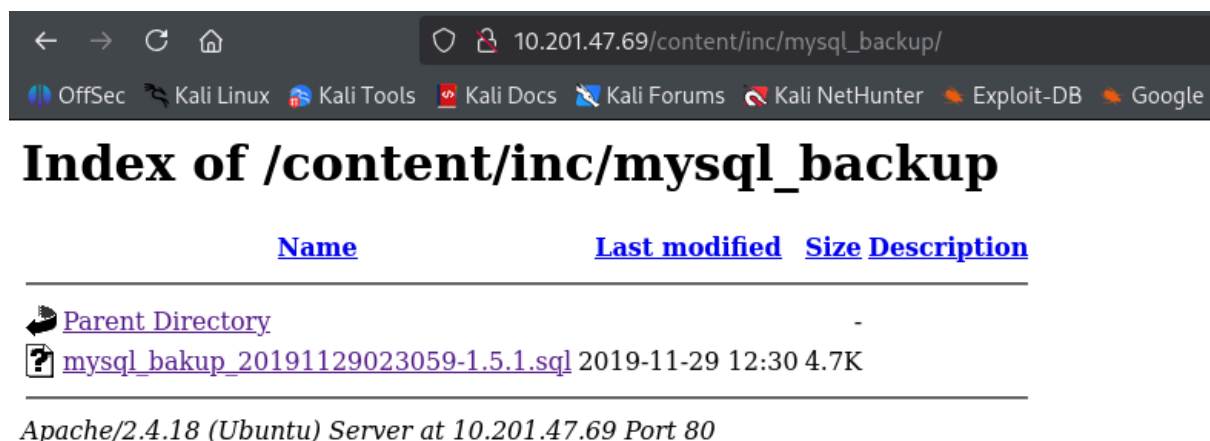 10.201.47.69/content/inc/mysql_backup/
OffSec Kali Linux Kali Tools Kali Docs Kali Forums Kali NetHunter Exploit-DB Google
Index of /content/inc/mysql_backup
Name Last modified Size Description
Parent Directory -
mysql_bakup_20191129023059-1.5.1.sql 2019-11-29 12:30 4.7K
Apache/2.4.18 (Ubuntu) Server at 10.201.47.69 Port 80